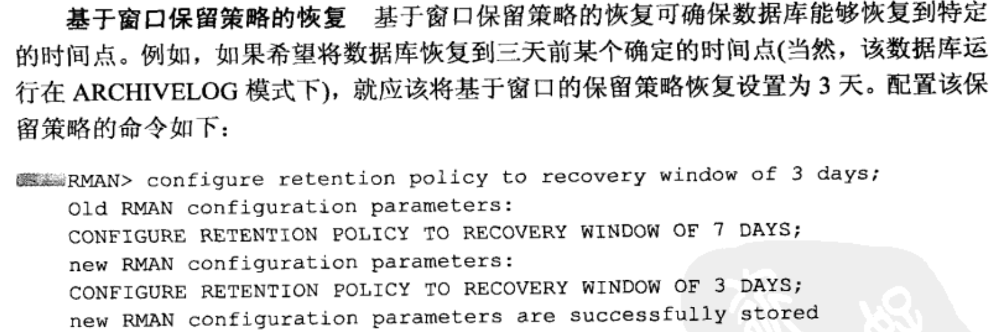 基于窗口保留策略的恢复 基于窗口保留策略的恢复可确保数据库能够恢复到特定
的时间点。例如，如果希望将数据库恢复到三天前某个确定的时间点(当然，该数据库运
行在 ARCHIVELOG 模式下)，就应该将基于窗口的保留策略恢复设置为 3 天。配置该保
留策略的命令如下：
RMAN> configure retention policy to recovery window of 3 days;
Old RMAN configuration parameters:
CONFIGURE RETENTION POLICY TO RECOVERY WINDOW OF 7 DAYS;
new RMAN configuration parameters:
CONFIGURE RETENTION POLICY TO RECOVERY WINDOW OF 3 DAYS;
new RMAN configuration parameters are successfully stored